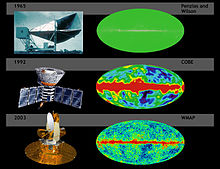 1965
Penzias and
Wilson
1992
COBE
2003
WMAP